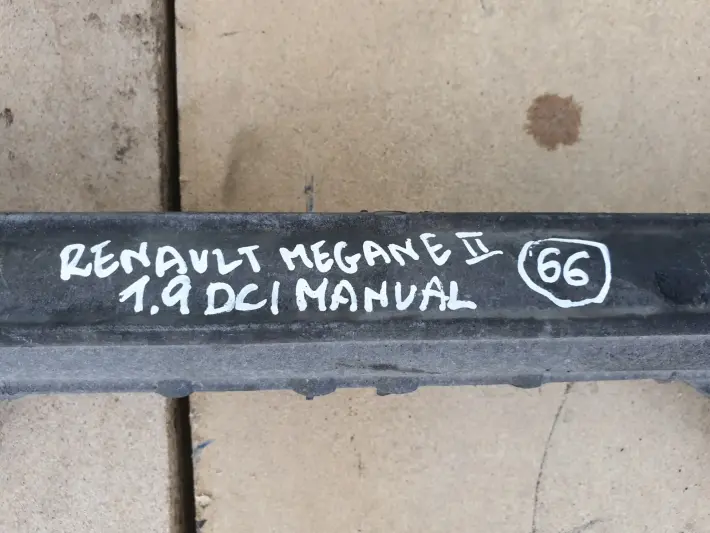 RENAULT MEGANE II 66
1.9 DCI MANUAL